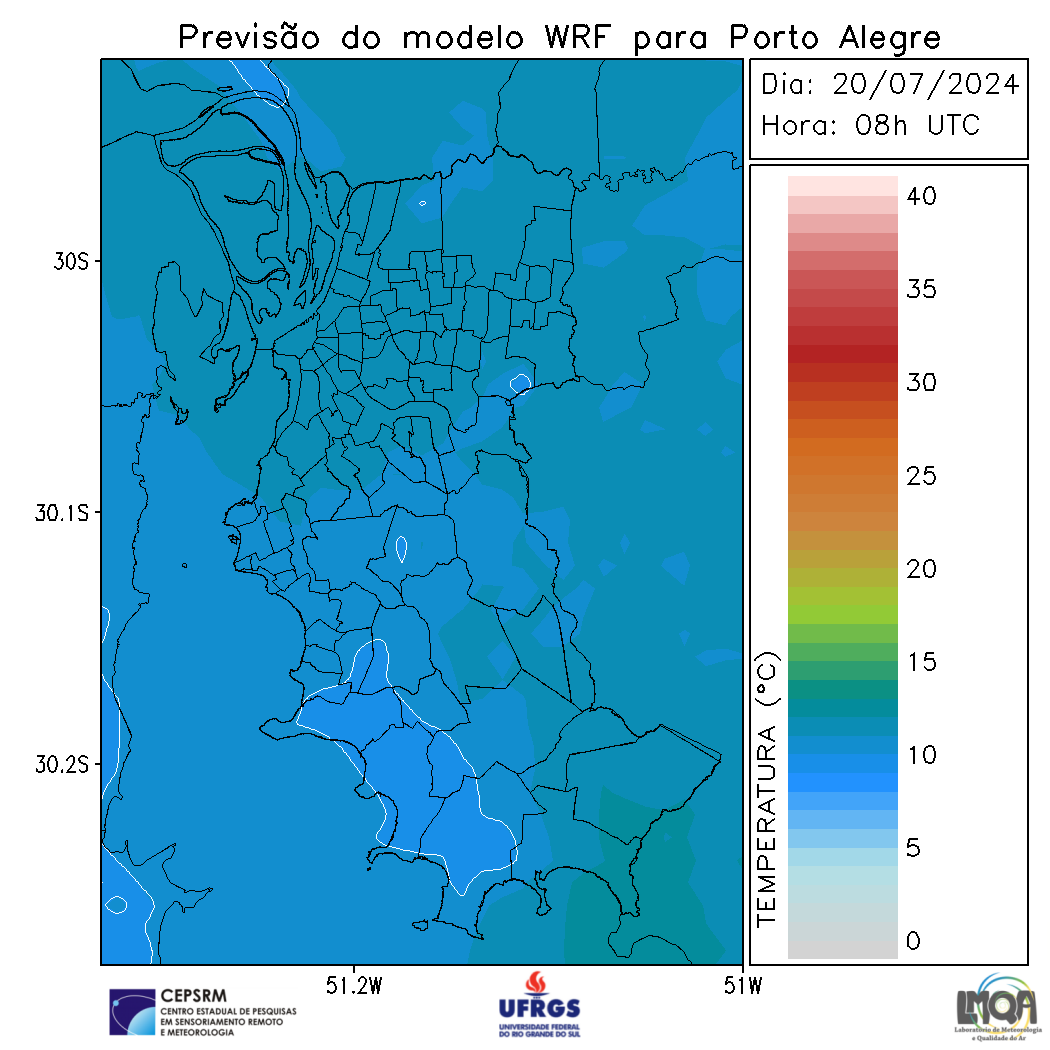 Previsão do modelo WRF para Porto Alegre
Dia: 20/07/2024
Hora: 08h UTC
40
35
30
25
20
15
10
5
0
TEMPERATURA (°C)
30S
30.1S
30.2S
51.2W
51W
CEPSRM
CENTRO ESTADUAL DE PESQUISAS
EM SENSORIAMENTO REMOTO
E METEOROLOGIA
UFRGS
UNIVERSIDADE FEDERAL
DO RIO GRANDE DO SUL
LMQA
Laboratório de Meteorologia
e Qualidade do Ar